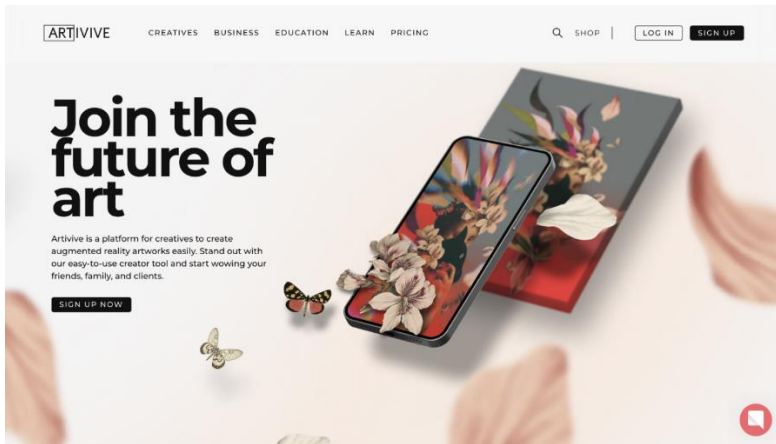 ARTIVIVE
CREATIVES BUSINESS EDUCATION LEARN PRICING
SHOP
LOG IN
SIGN UP
Join the
future of
art
Artivive is a platform for creatives to create
augmented reality artworks easily. Stand out with
our easy-to-use creator tool and start wowing your
friends, family, and clients.
SIGN UP NOW